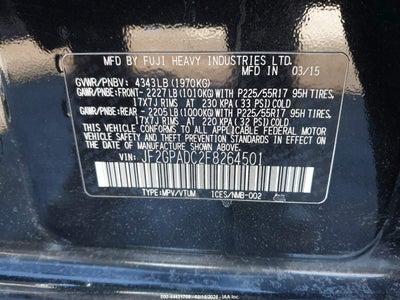 MFD BY FUJI HEAVY INDUSTRIES LTD.
MFD IN 03/15
GVWR/PNBV: 4343LB (1970KG)
GAWR/PNBE:FRONT- 2227LB(1010KG)WITH P225/55R17 95H TIRES,
17X7J RIMS AT 230 KPA( 33 PSI)COLD
GAWR/PNBE:REAR - 2205LB(1000KG)WITH P225/55R17 95H TIRES,
17X7J RIMS AT 220 KPA( 32 PSI)COLD
THIS VEHICLE CONFORMS TO ALL APPLICABLE FEDERAL MOTOR
VEHICLE SAFETY, BUMPER, AND THEFT PREVENTION STANDARDS
IN EFFECT ON THE DATE OF MANUFACTURE SHOWN ABOVE.
VIN: JF2GPADC2F8264501
TYPE:MPV/VTUM ICES/NMB-002